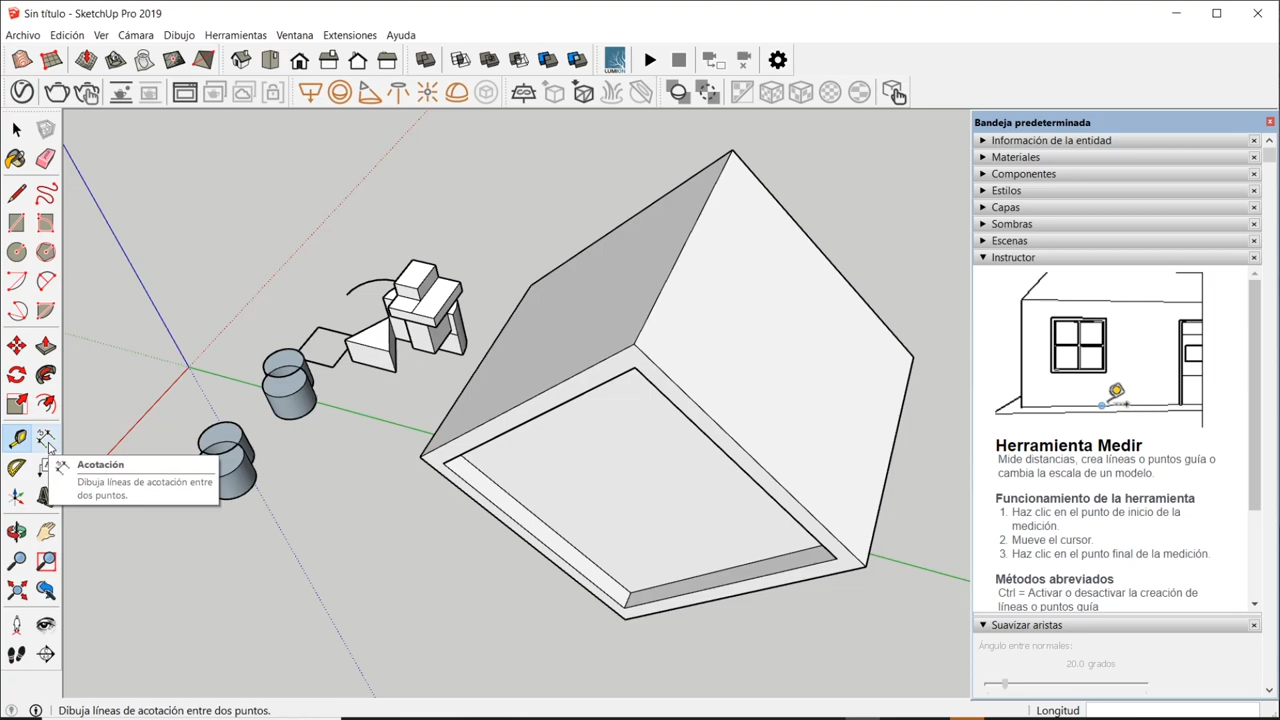 Sin título - SketchUp Pro 2019
Archivo Edición Ver Cámara Dibujo Herramientas Ventana Extensiones Ayuda
LUMION
Bandeja predeterminada
Información de la entidad
Materiales
Componentes
Estilos
Capas
Sombras
Escenas
Instructor
Herramienta Medir
Mide distancias, crea líneas o puntos guía o
cambia la escala de un modelo.
Funcionamiento de la herramienta
1. Haz clic en el punto de inicio de la
medición.
2. Mueve el cursor.
3. Haz clic en el punto final de la medición.
Métodos abreviados
Ctrl = Activar o desactivar la creación de
líneas o puntos guía
Suavizar aristas
Ángulo entre normales:
20.0 grados
Acotación
Dibuja líneas de acotación entre
dos puntos.
Dibuja líneas de acotación entre dos puntos.
Longitud